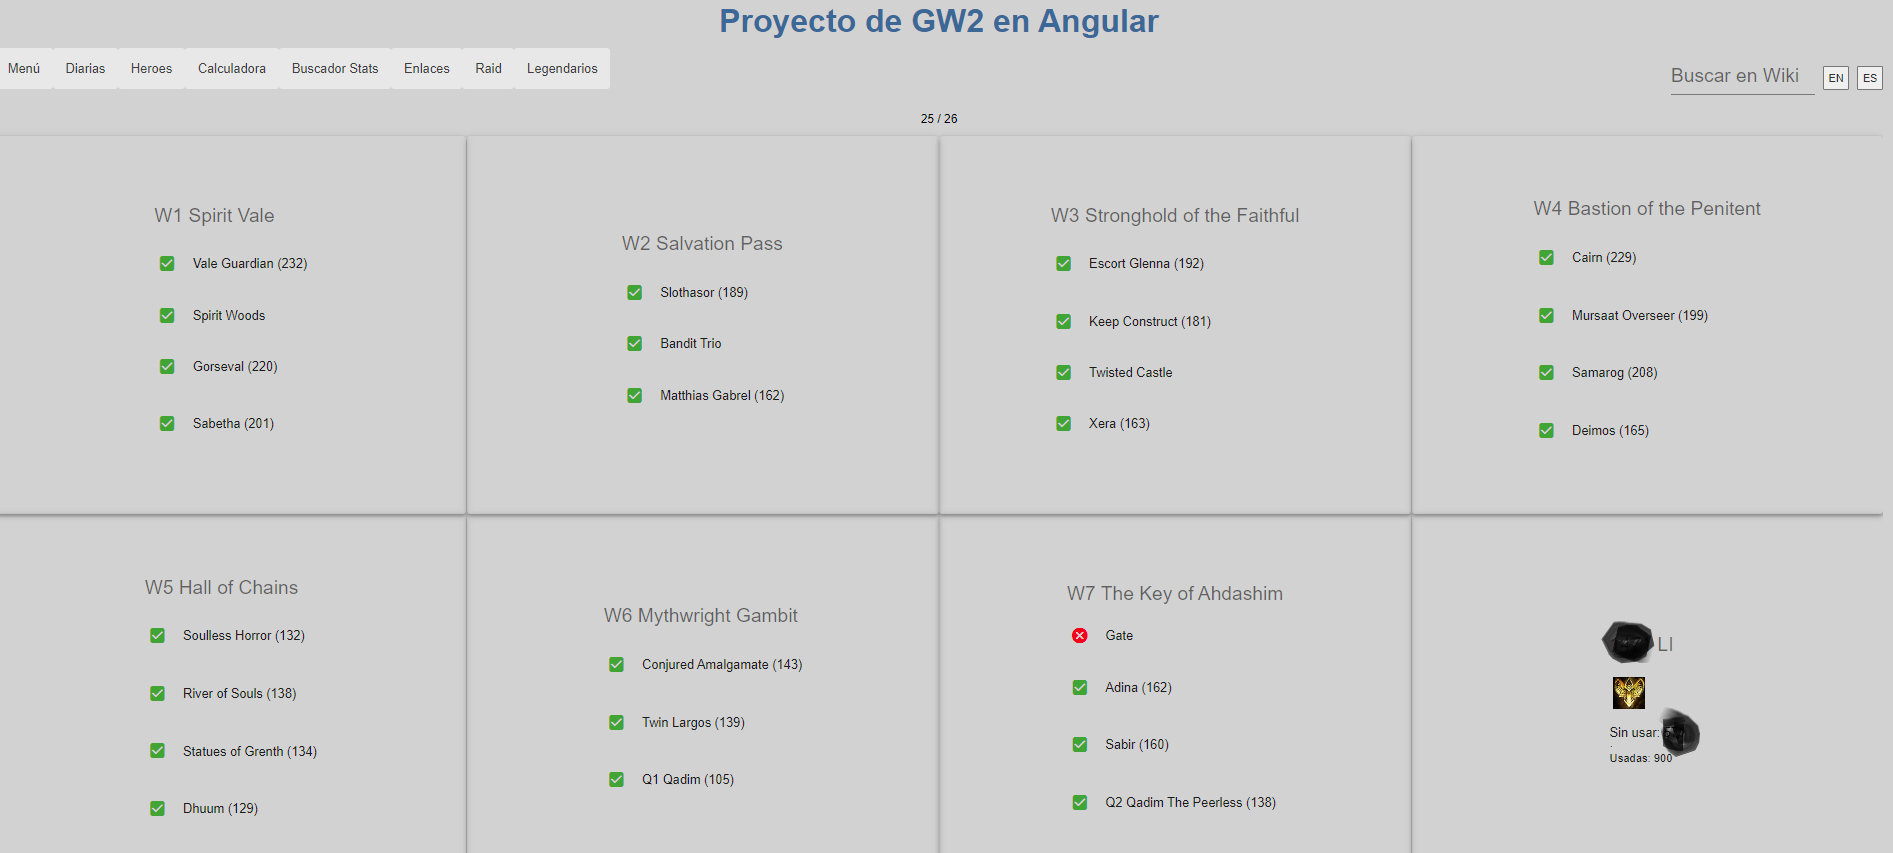 Proyecto de GW2 en Angular
Menú Diarias Heroes Calculadora Buscador Stats Enlaces Raid Legendarios
Buscar en Wiki EN ES
25 / 26
W1 Spirit Vale
Vale Guardian (232)
Spirit Woods
Gorseval (220)
Sabetha (201)
W2 Salvation Pass
Slothasor (189)
Bandit Trio
Matthias Gabrel (162)
W3 Stronghold of the Faithful
Escort Glenna (192)
Keep Construct (181)
Twisted Castle
Xera (163)
W4 Bastion of the Penitent
Cairn (229)
Mursaat Overseer (199)
Samarog (208)
Deimos (165)
W5 Hall of Chains
Soulless Horror (132)
River of Souls (138)
Statues of Grenth (134)
Dhuum (129)
W6 Mythwright Gambit
Conjured Amalgamate (143)
Twin Largos (139)
Q1 Qadim (105)
W7 The Key of Ahdashim
Gate
Adina (162)
Sabir (160)
Q2 Qadim The Peerless (138)
LI
Sin usar:
Usadas: 900